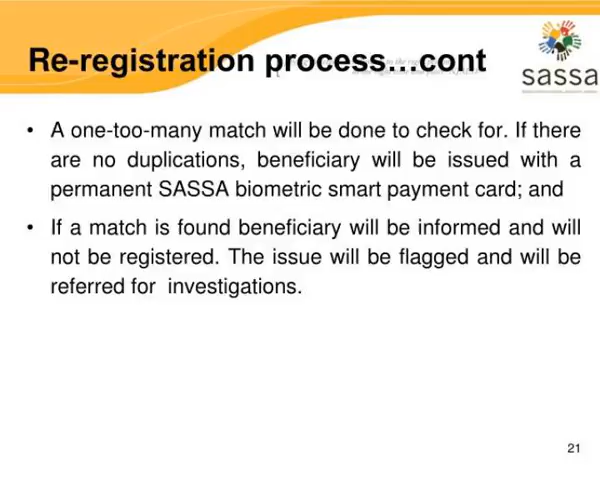 Re-registration process…cont
sassa
• A one-too-many match will be done to check for. If there
are no duplications, beneficiary will be issued with a
permanent SASSA biometric smart payment card; and
• If a match is found beneficiary will be informed and will
not be registered. The issue will be flagged and will be
referred for investigations.
21